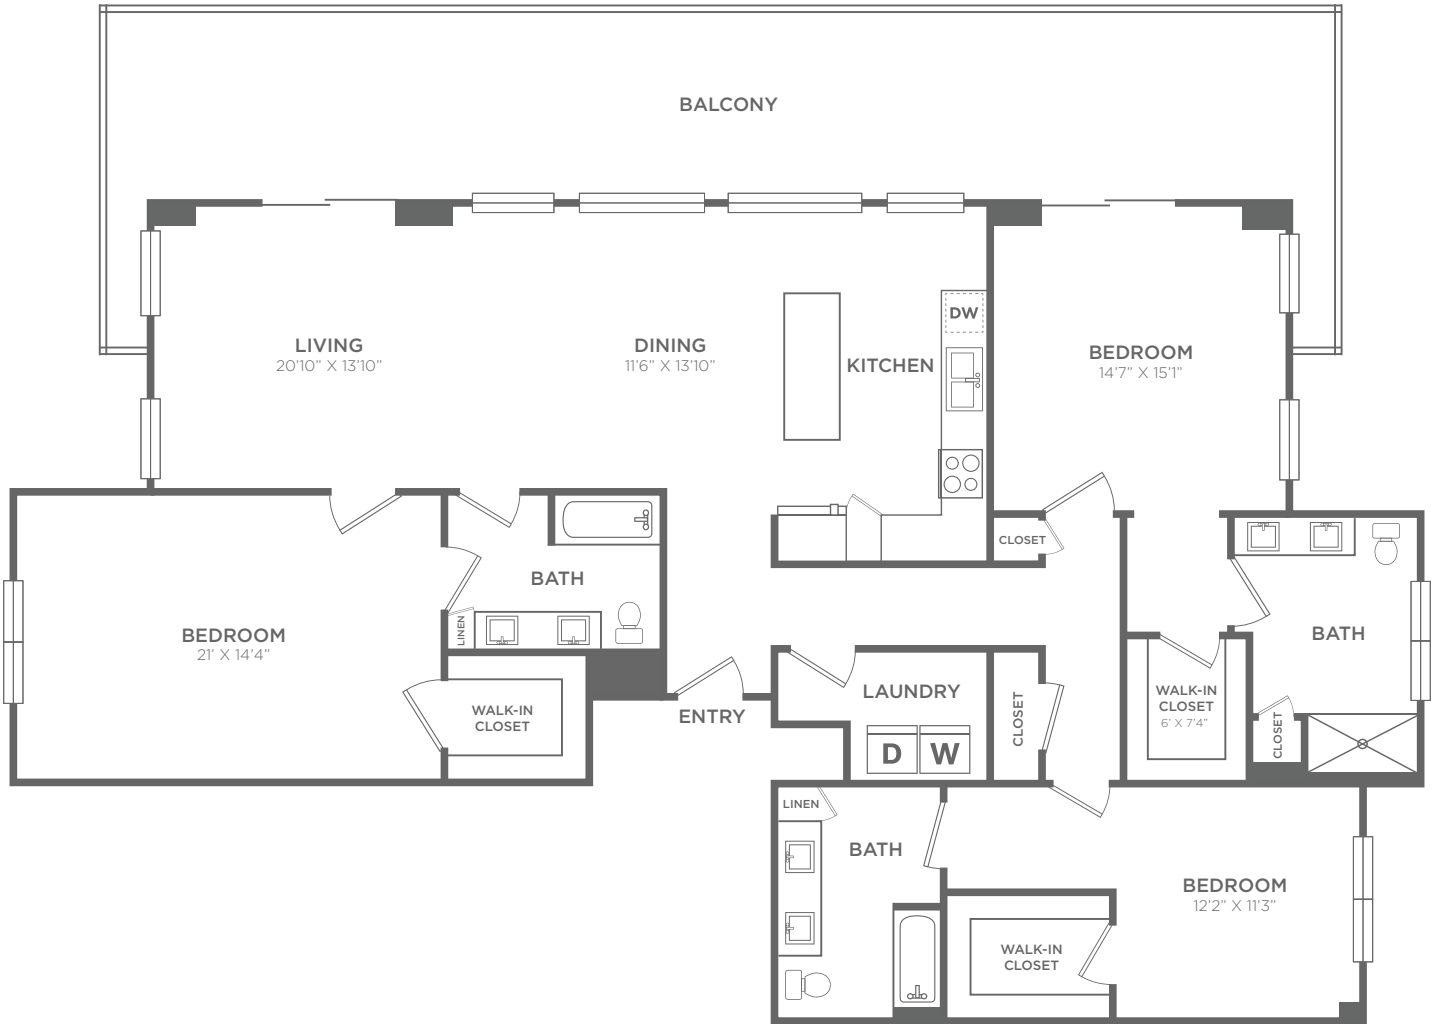 BALCONY
LIVING
20'10" X 13'10"
DINING
11'6" X 13'10"
KITCHEN
DW
BEDROOM
14'7" X 15'1"
CLOSET
BATH
LINEN
BEDROOM
21' X 14'4"
WALK-IN
CLOSET
ENTRY
LAUNDRY
D W
CLOSET
WALK-IN
CLOSET
6' X 7'4"
BATH
CLOSET
LINEN
BATH
BEDROOM
12'2" X 11'3"
WALK-IN
CLOSET